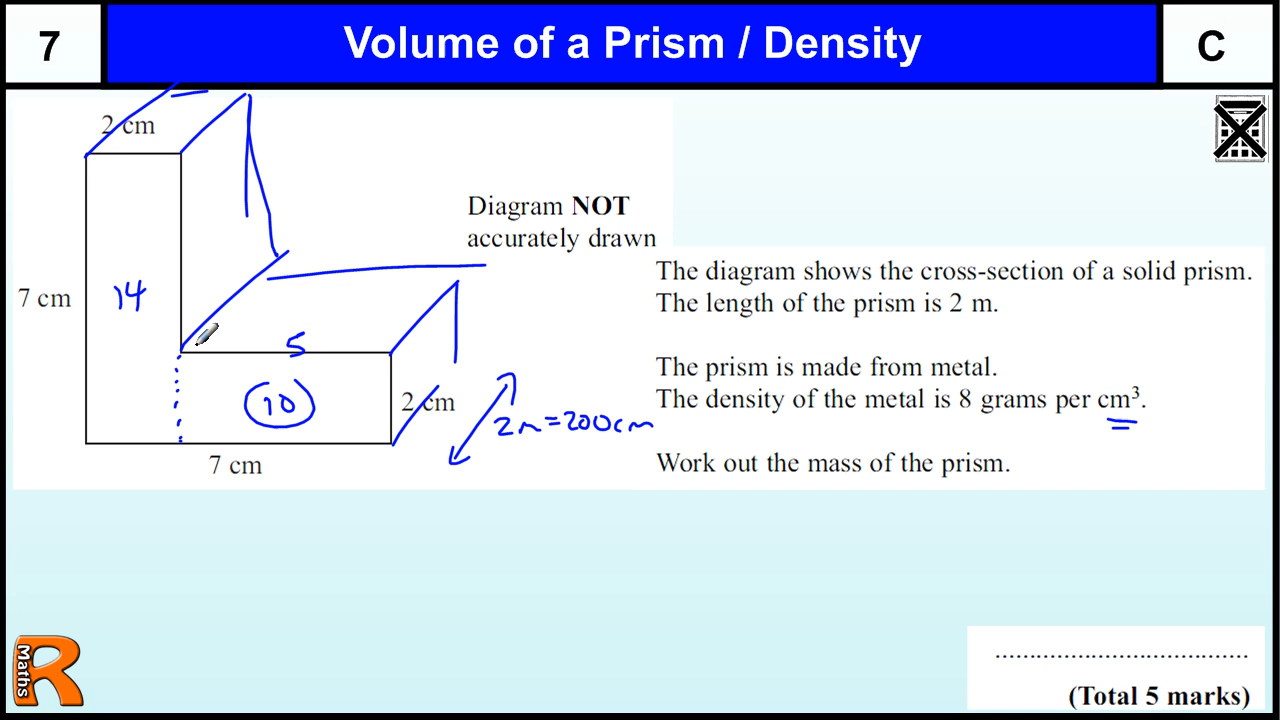 7
Volume of a Prism / Density
C
2 cm
Diagram NOT
accurately drawn
7 cm
14
5
10
2 cm
2m=200cm
7 cm
The diagram shows the cross-section of a solid prism.
The length of the prism is 2 m.
The prism is made from metal.
The density of the metal is 8 grams per cm³.
Work out the mass of the prism.
.....................................
(Total 5 marks)
R
Maths